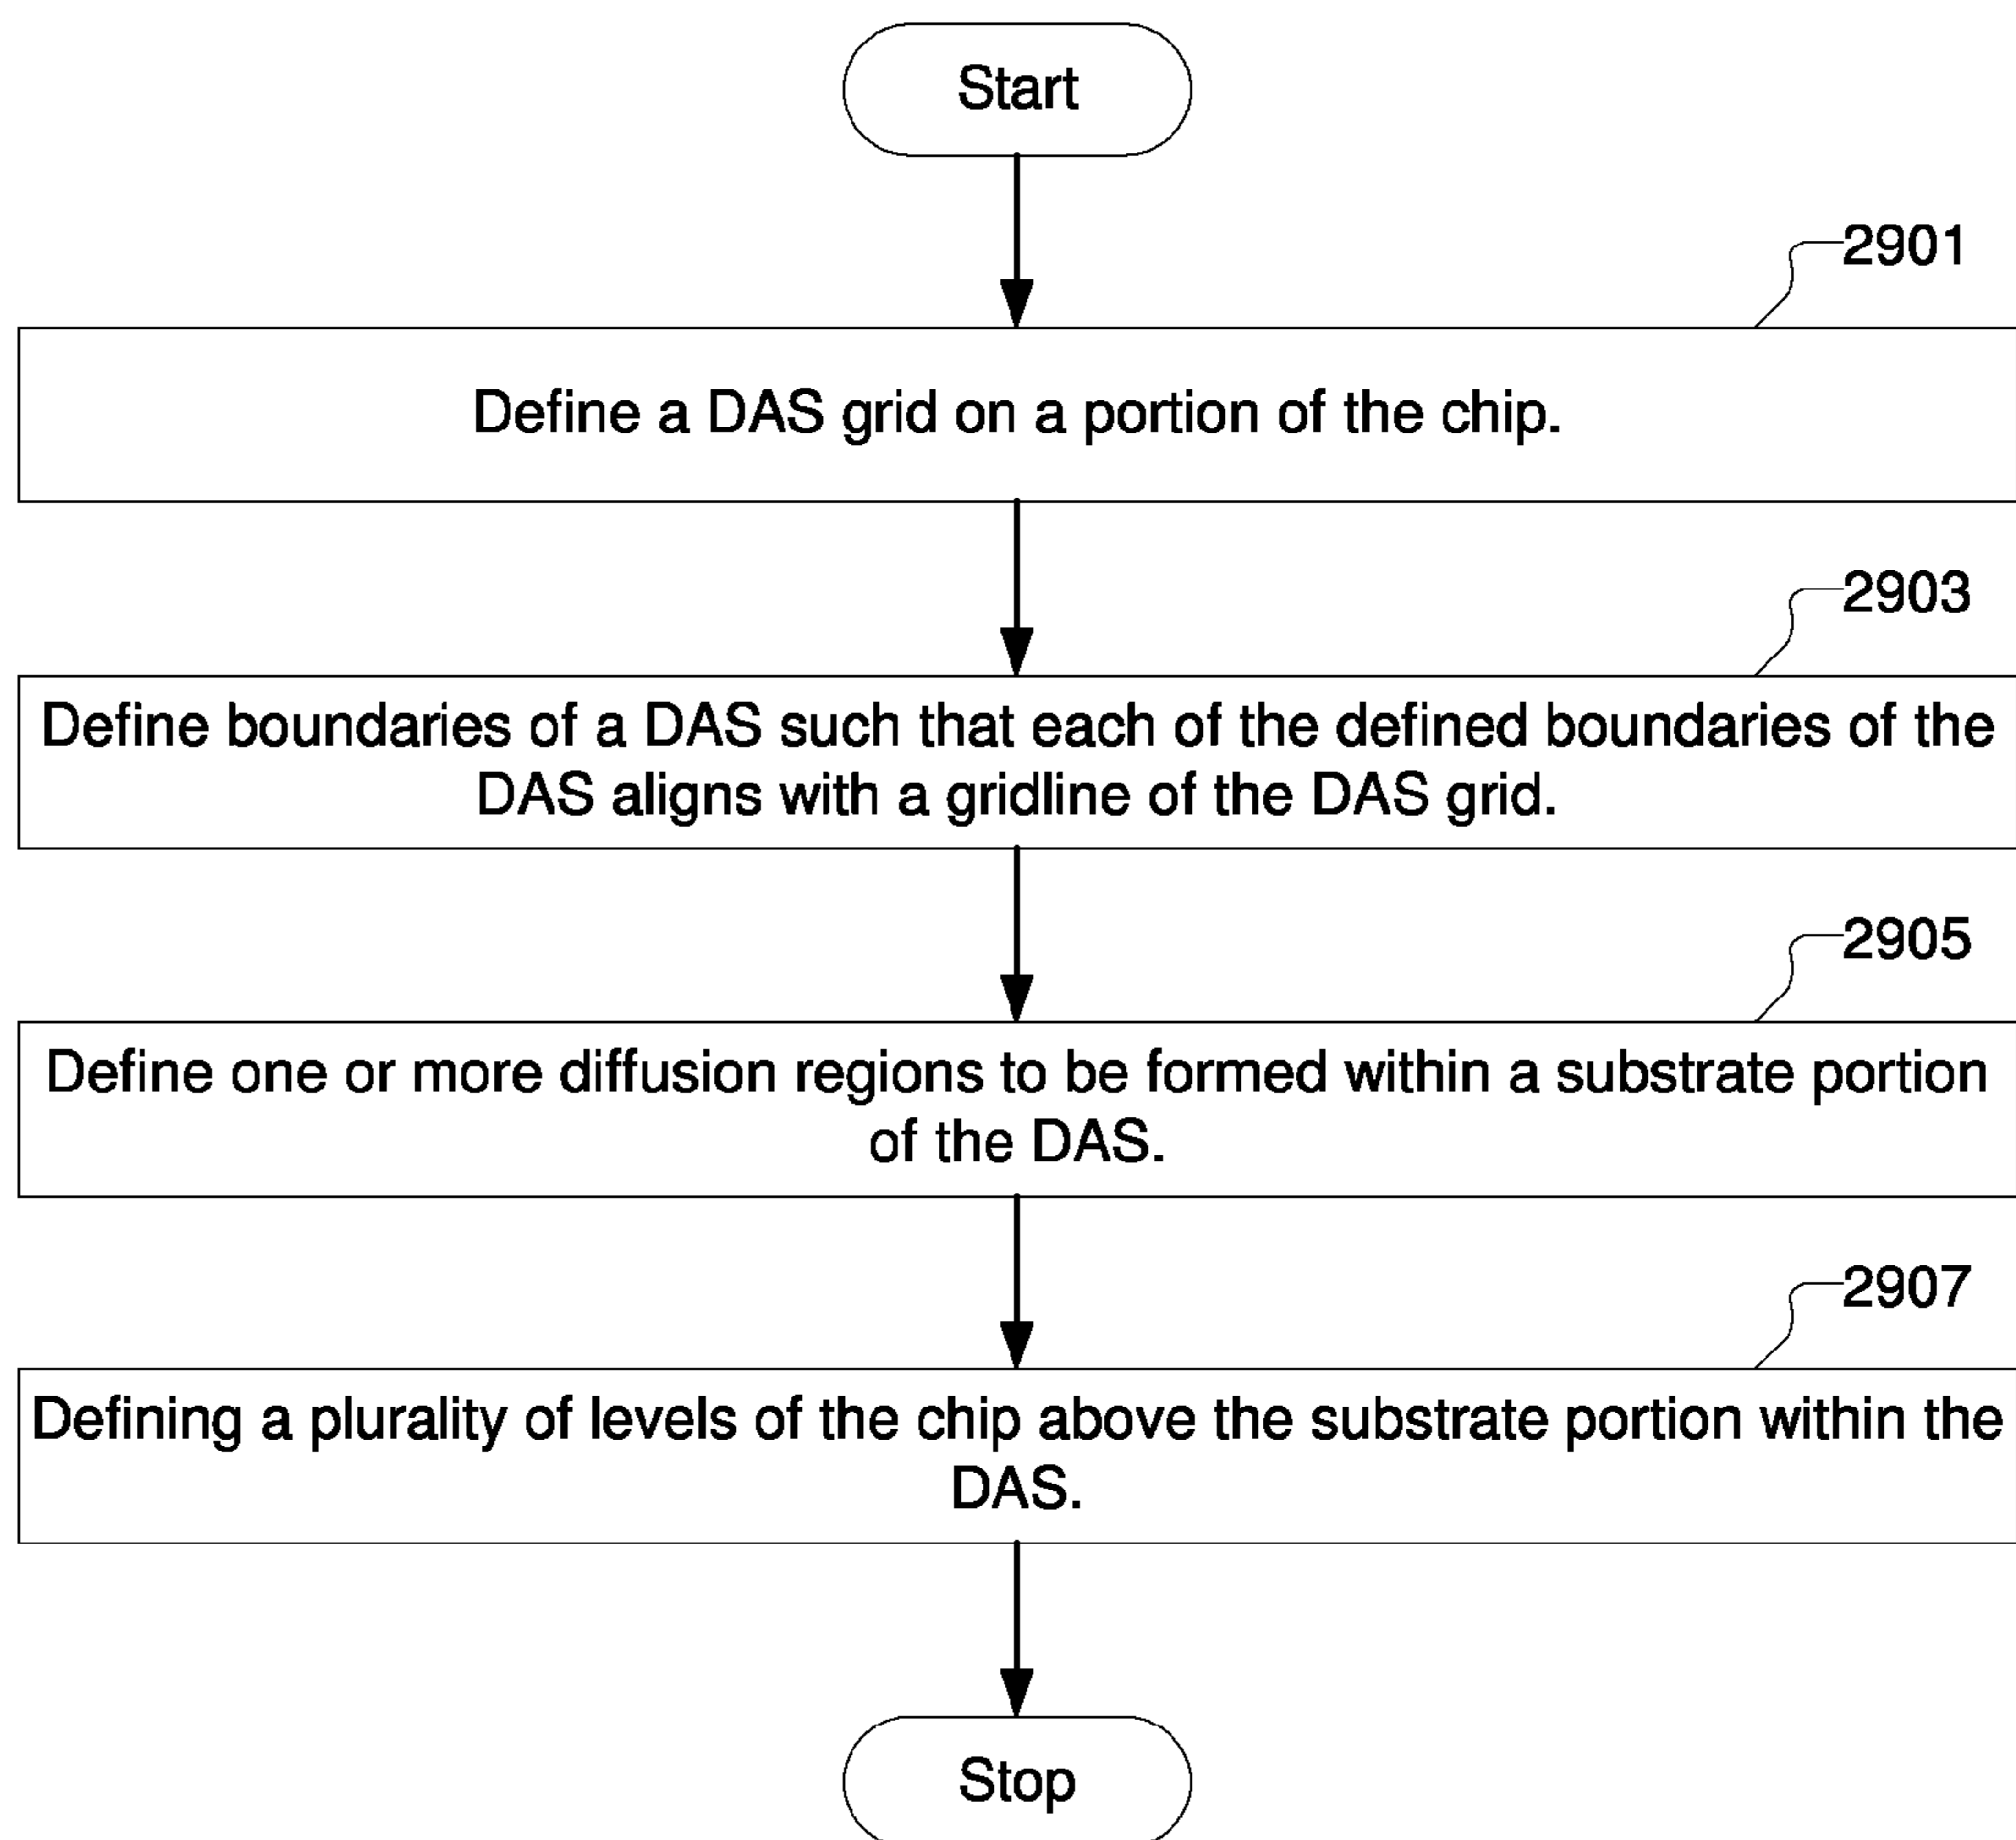 Start
2901
Define a DAS grid on a portion of the chip.
2903
Define boundaries of a DAS such that each of the defined boundaries of the
DAS aligns with a gridline of the DAS grid.
2905
Define one or more diffusion regions to be formed within a substrate portion
of the DAS.
2907
Defining a plurality of levels of the chip above the substrate portion within the
DAS.
Stop